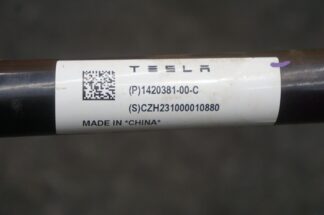 TESLA
(P)1420381-00-C
(S)CZH231000010880
MADE IN "CHINA"